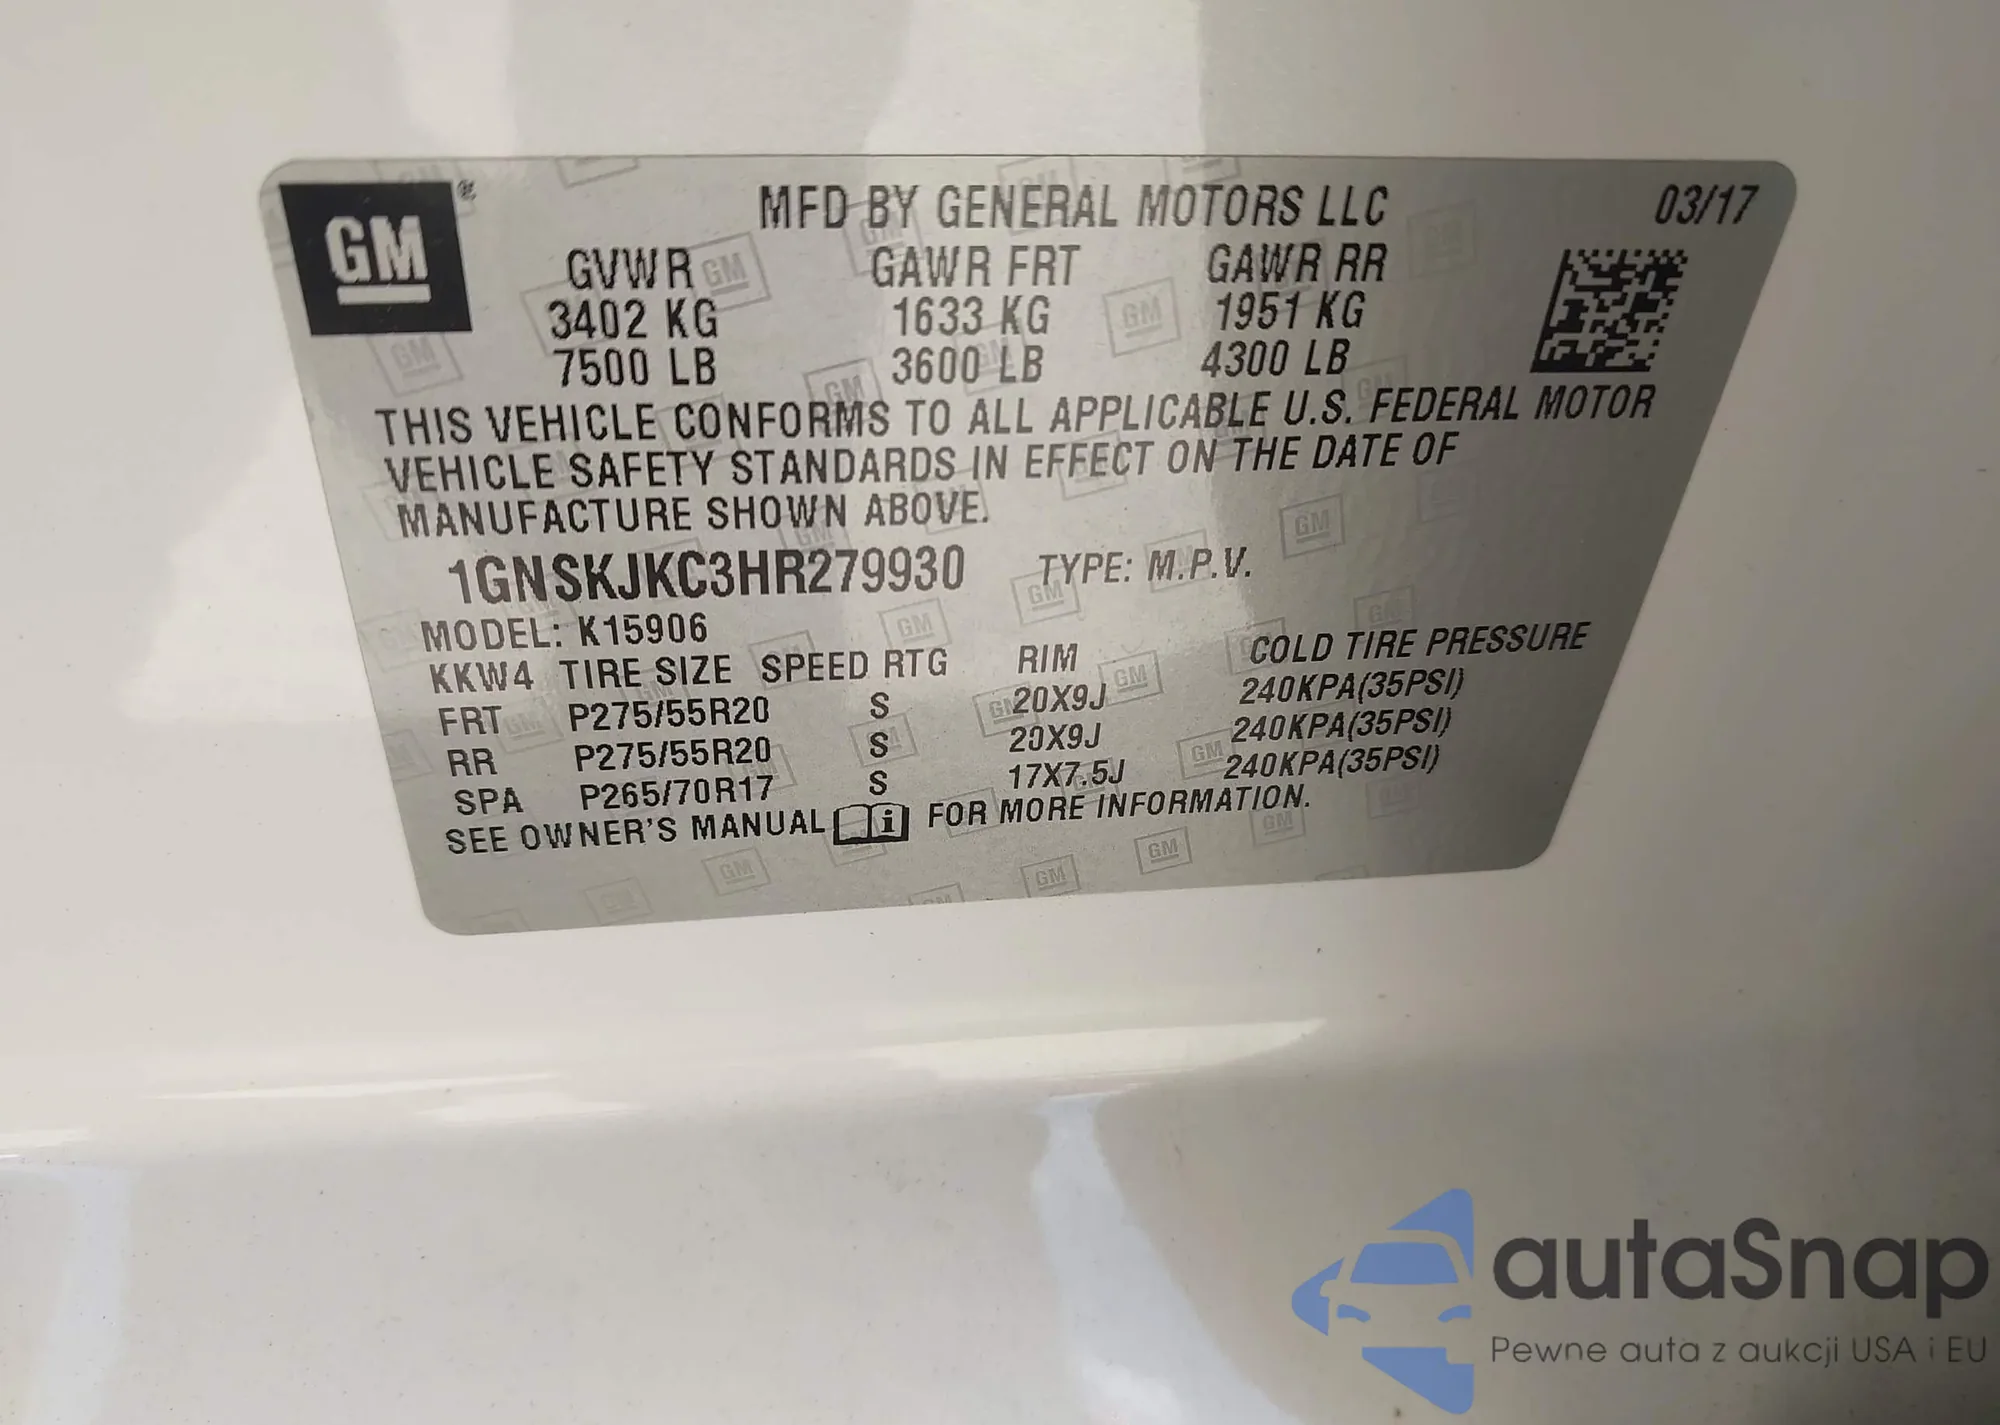 GM ®
MFD BY GENERAL MOTORS LLC 03/17
GVWR GAWR FRT GAWR RR
3402 KG 1633 KG 1951 KG
7500 LB 3600 LB 4300 LB
THIS VEHICLE CONFORMS TO ALL APPLICABLE U.S. FEDERAL MOTOR
VEHICLE SAFETY STANDARDS IN EFFECT ON THE DATE OF
MANUFACTURE SHOWN ABOVE.
1GNSKJKC3HR279930 TYPE: M.P.V.
MODEL: K15906
KKW4 TIRE SIZE SPEED RTG RIM COLD TIRE PRESSURE
FRT P275/55R20 S 20X9J 240KPA(35PSI)
RR P275/55R20 S 20X9J 240KPA(35PSI)
SPA P265/70R17 S 17X7.5J 240KPA(35PSI)
SEE OWNER'S MANUAL i FOR MORE INFORMATION.
autaSnap
Pewne auta z aukcji USA i EU